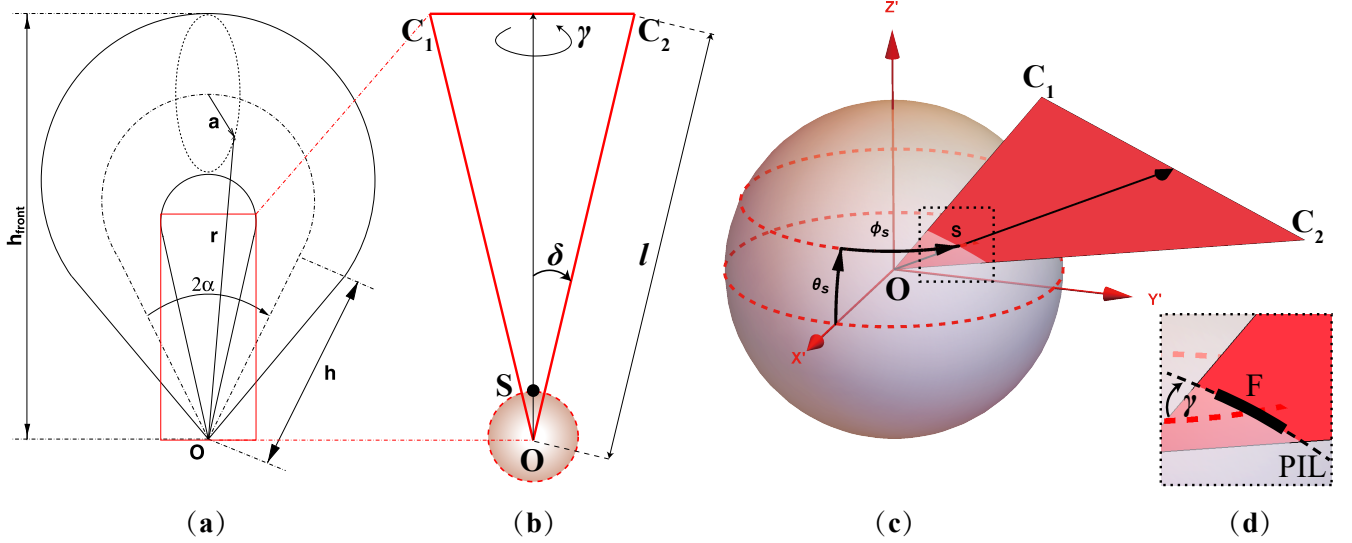 h_front
a
r
2α
h
O
(a)
C₁
C₂
γ
δ
l
S
O
(b)
Z'
C₁
C₂
ϕ_s
S
θ_s
O
Y'
X'
(c)
F
γ
PIL
(d)